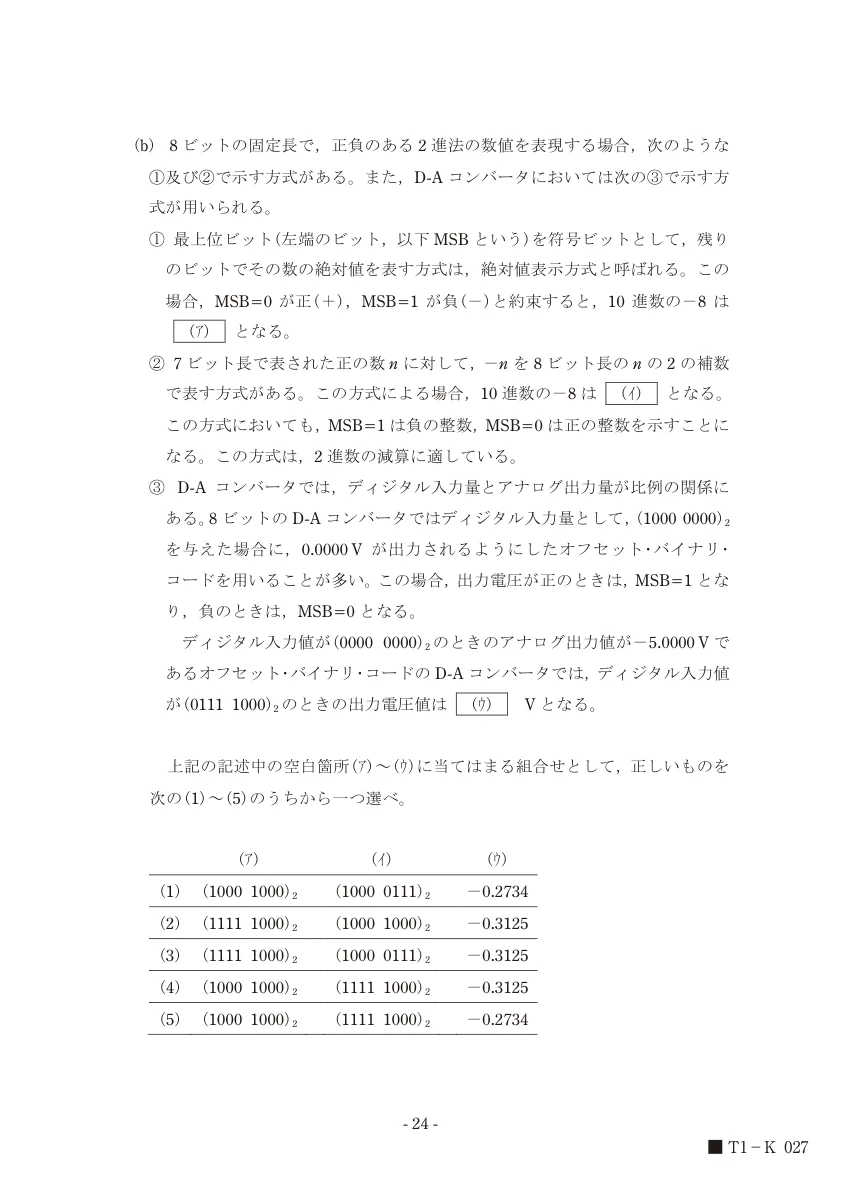 (b) 8ビットの固定長で,正負のある2進法の数値を表現する場合,次のような
①及び②で示す方式がある。また,D-Aコンバータにおいては次の③で示す方
式が用いられる。
① 最上位ビット(左端のビット,以下MSBという)を符号ビットとして,残り
のビットでその数の絶対値を表す方式は,絶対値表示方式と呼ばれる。この
場合,MSB=0が正(+),MSB=1が負(-)と約束すると,10進数の-8は
(ア) となる。
② 7ビット長で表された正の数nに対して,-nを8ビット長のnの2の補数
で表す方式がある。この方式による場合,10進数の-8は (イ) となる。
この方式においても,MSB=1は負の整数,MSB=0は正の整数を示すことに
なる。この方式は,2進数の減算に適している。
③ D-Aコンバータでは,ディジタル入力量とアナログ出力量が比例の関係に
ある。8ビットのD-Aコンバータではディジタル入力量として,(1000 0000)₂
を与えた場合に,0.0000Vが出力されるようにしたオフセット・バイナリ・
コードを用いることが多い。この場合,出力電圧が正のときは,MSB=1とな
り,負のときは,MSB=0となる。
ディジタル入力値が(0000 0000)₂のときのアナログ出力値が-5.0000Vで
あるオフセット・バイナリ・コードのD-Aコンバータでは,ディジタル入力値
が(0111 1000)₂のときの出力電圧値は (ウ) Vとなる。
上記の記述中の空白箇所(ア)~(ウ)に当てはまる組合せとして,正しいものを
次の(1)~(5)のうちから一つ選べ。
(ア) (イ) (ウ)
(1) (1000 1000)₂ (1000 0111)₂ -0.2734
(2) (1111 1000)₂ (1000 1000)₂ -0.3125
(3) (1111 1000)₂ (1000 0111)₂ -0.3125
(4) (1000 1000)₂ (1111 1000)₂ -0.3125
(5) (1000 1000)₂ (1111 1000)₂ -0.2734
- 24 -
■ T1-K 027